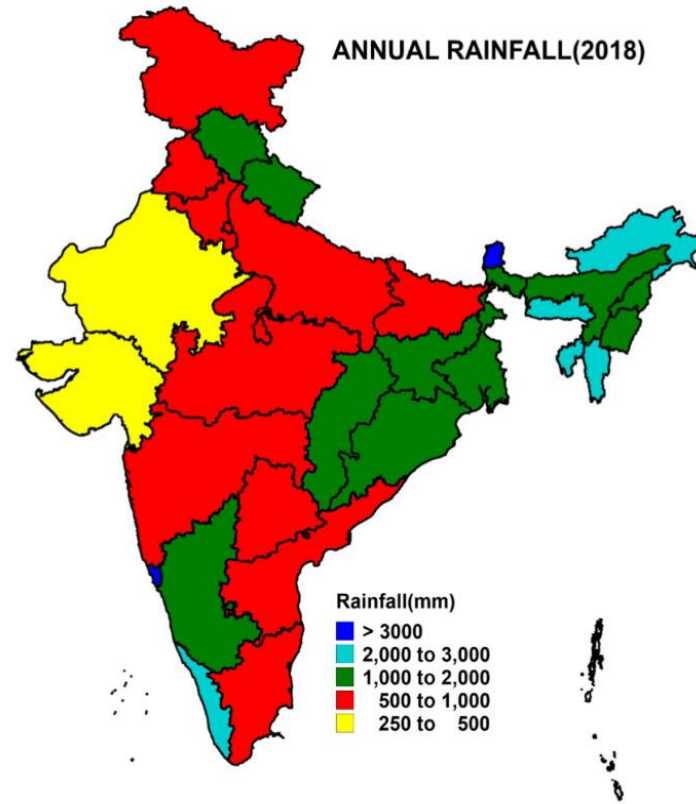 ANNUAL RAINFALL(2018)
Rainfall(mm)
> 3000
2,000 to 3,000
1,000 to 2,000
500 to 1,000
250 to 500